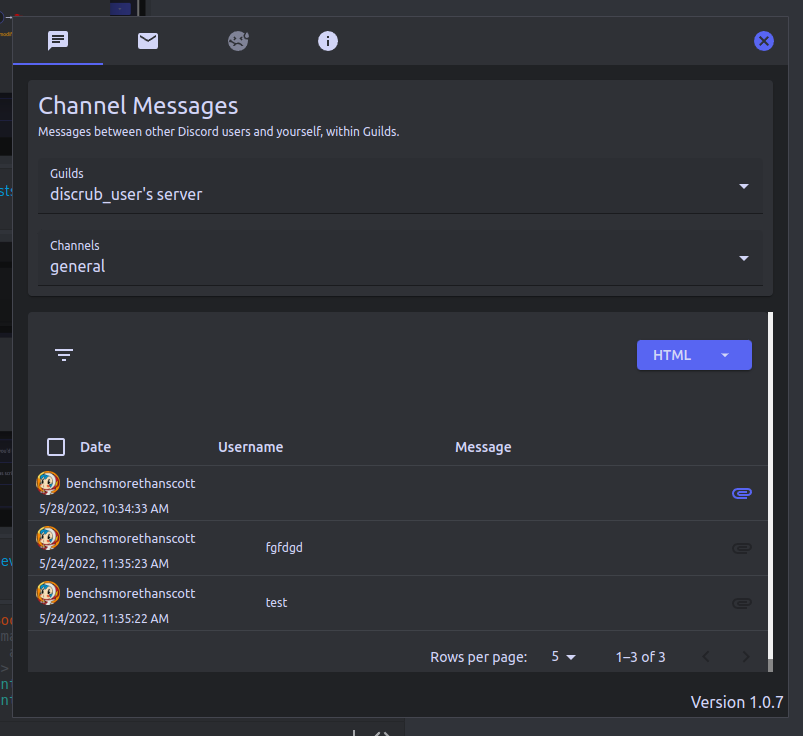 Channel Messages
Messages between other Discord users and yourself, within Guilds.
Guilds
discrub_user's server
Channels
general
HTML
Date Username Message
benchsmorethanscott
5/28/2022, 10:34:33 AM
benchsmorethanscott
fgfdgd
5/24/2022, 11:35:23 AM
benchsmorethanscott
test
5/24/2022, 11:35:22 AM
Rows per page: 5 1–3 of 3
Version 1.0.7